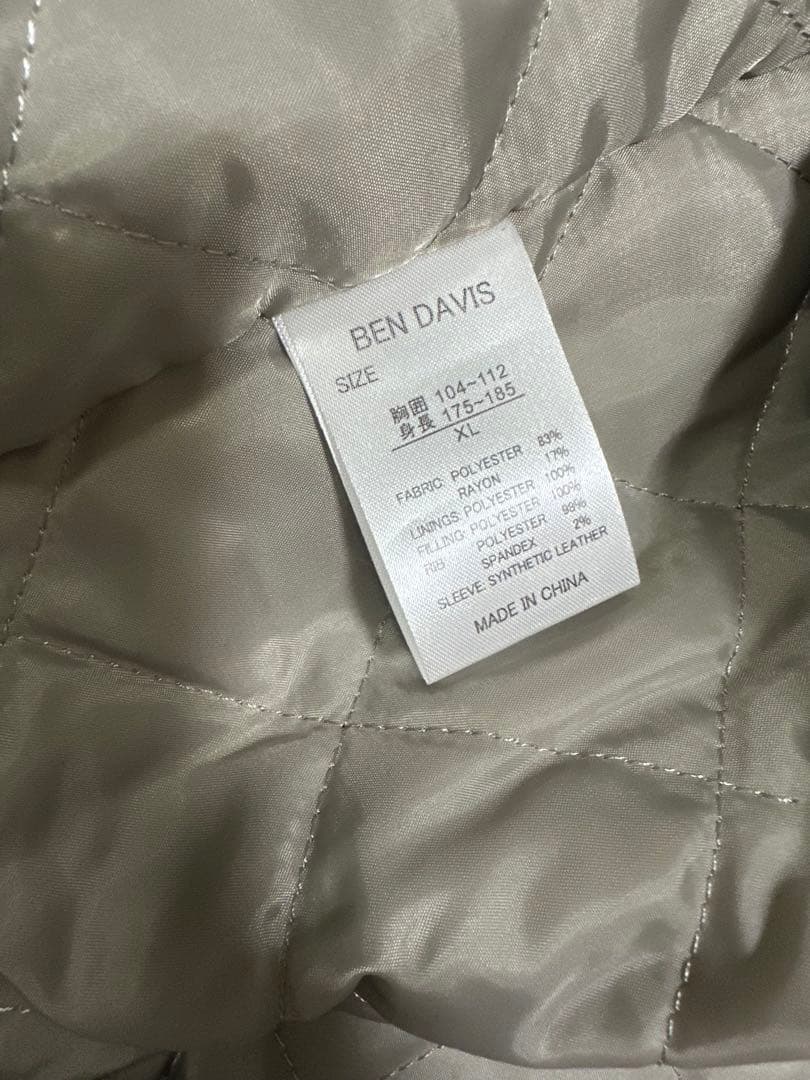 BEN DAVIS
SIZE
胸囲 104~112
身長 175~185
XL
FABRIC: POLYESTER 83%
RAYON 17%
LININGS: POLYESTER 100%
FILLING: POLYESTER 100%
RIB POLYESTER 98%
SPANDEX 2%
SLEEVE: SYNTHETIC LEATHER
MADE IN CHINA